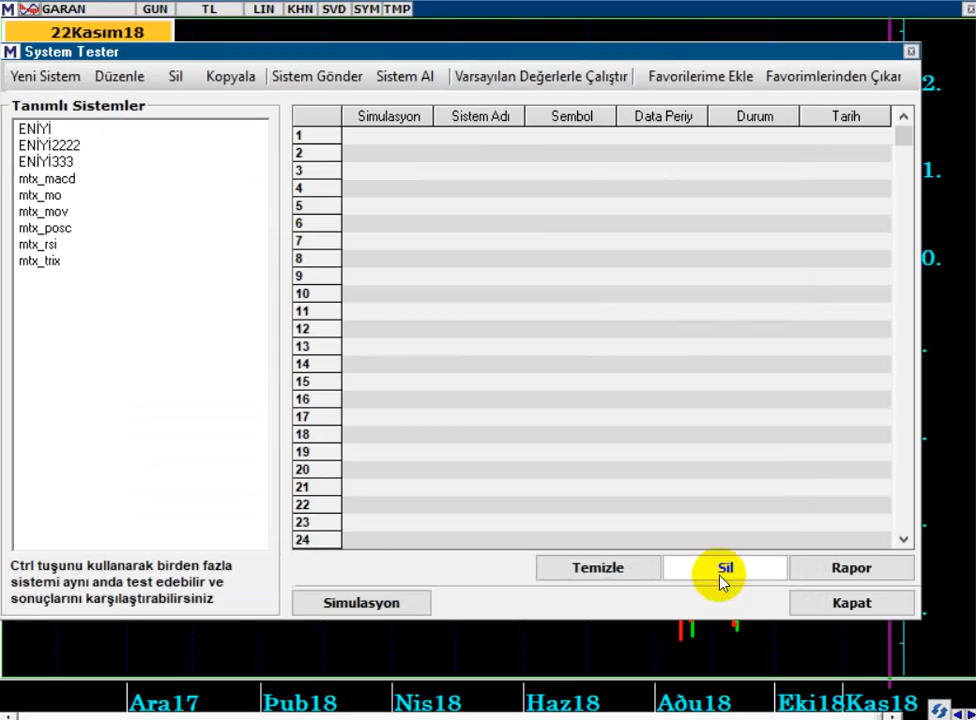 M GARAN GUN TL LIN KHN SVD SYM TMP
22Kasım18
M System Tester
Yeni Sistem Düzenle Sil Kopyala Sistem Gönder Sistem Al Varsayılan Değerlerle Çalıştır Favorilerime Ekle Favorimlerinden Çıkar
Tanımlı Sistemler
ENİYİ
ENİYİ2222
ENİYİ333
mtx_macd
mtx_mo
mtx_mov
mtx_posc
mtx_rsi
mtx_trix
Simulasyon Sistem Adı Sembol Data Periy Durum Tarih
1
2
3
4
5
6
7
8
9
10
11
12
13
14
15
16
17
18
19
20
21
22
23
24
2.
1.
0.
Ctrl tuşunu kullanarak birden fazla
sistemi aynı anda test edebilir ve
sonuçlarını karşılaştırabilirsiniz
Temizle Sil Rapor
Simulasyon Kapat
Ara17 Þub18 Nis18 Haz18 Aðu18 Eki18 Kas18